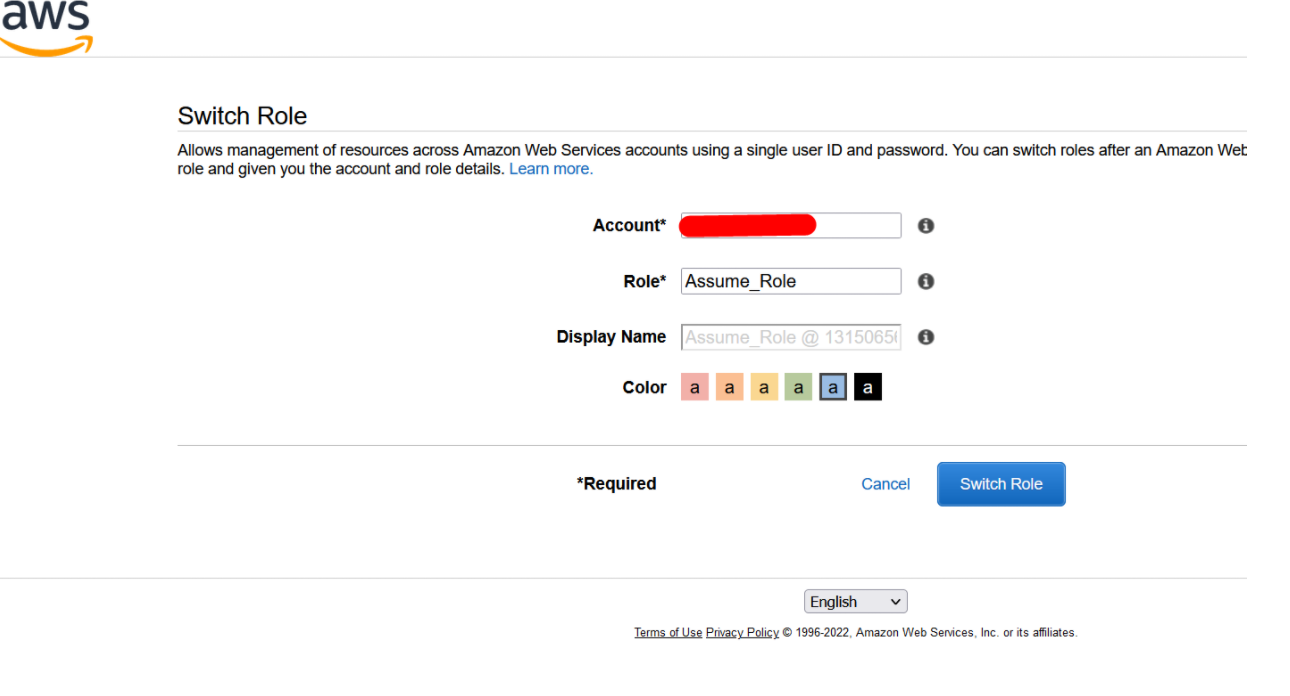 aws
Switch Role
Allows management of resources across Amazon Web Services accounts using a single user ID and password. You can switch roles after an Amazon Web
role and given you the account and role details. Learn more.
Account*
Role* Assume_Role
Display Name Assume_Role @ 1315065
Color a a a a a a
*Required Cancel Switch Role
English
Terms of Use Privacy Policy © 1996-2022, Amazon Web Services, Inc. or its affiliates.